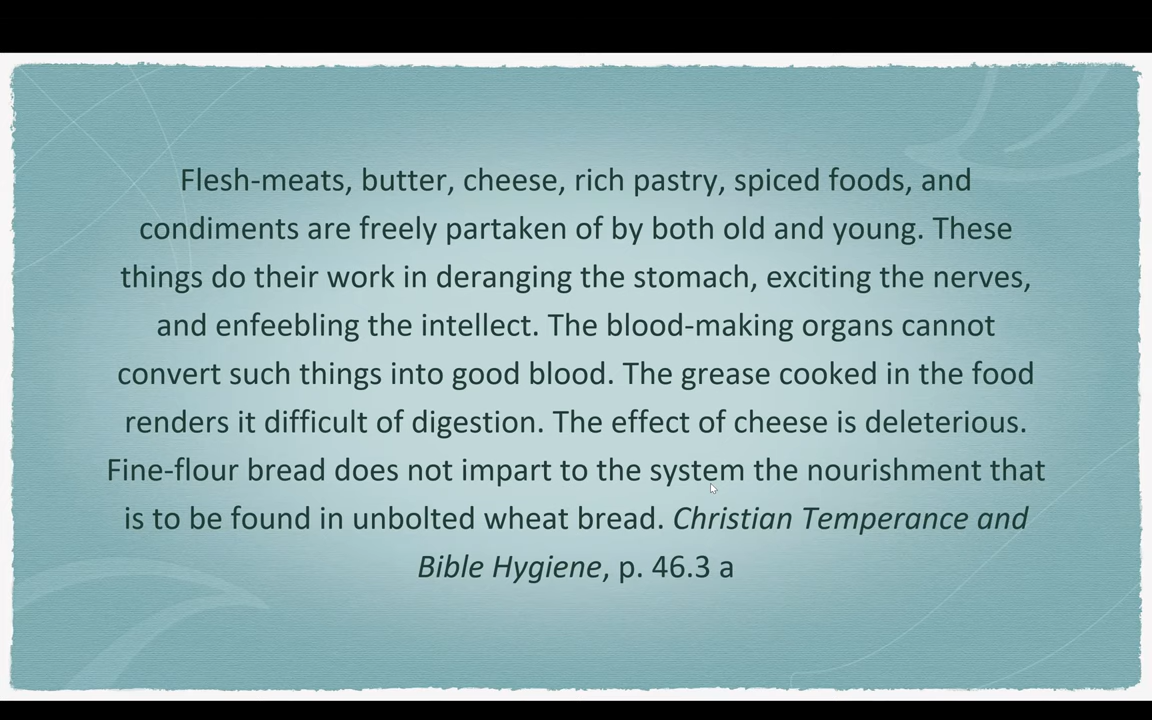 Flesh-meats, butter, cheese, rich pastry, spiced foods, and
condiments are freely partaken of by both old and young. These
things do their work in deranging the stomach, exciting the nerves,
and enfeebling the intellect. The blood-making organs cannot
convert such things into good blood. The grease cooked in the food
renders it difficult of digestion. The effect of cheese is deleterious.
Fine-flour bread does not impart to the system the nourishment that
is to be found in unbolted wheat bread. Christian Temperance and
Bible Hygiene, p. 46.3 a